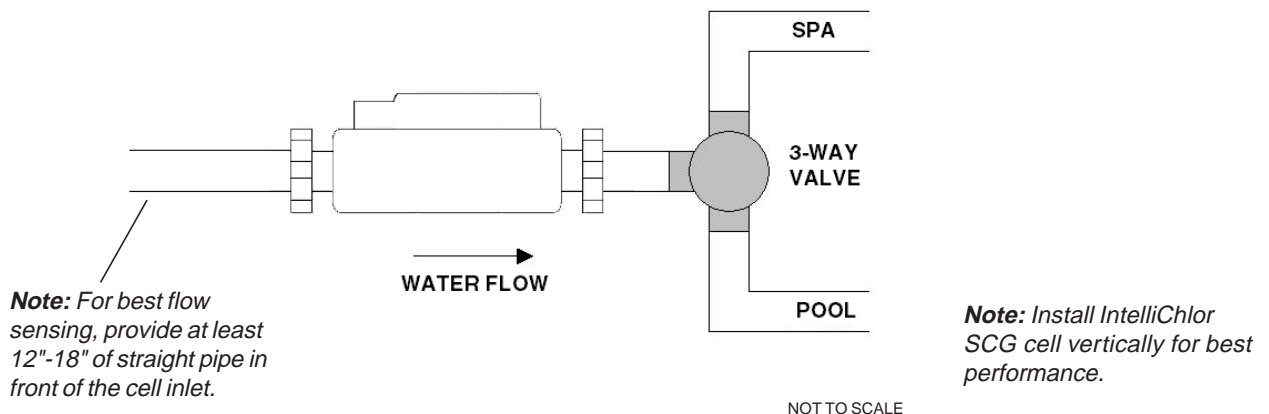 SPA
3-WAY
VALVE
WATER FLOW
POOL
Note: For best flow
sensing, provide at least
12"-18" of straight pipe in
front of the cell inlet.
Note: Install IntelliChlor
SCG cell vertically for best
performance.
NOT TO SCALE